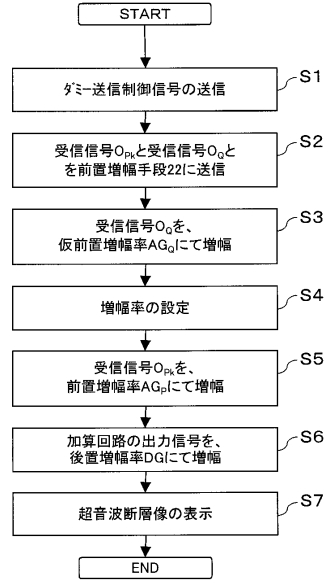 START
ダミー送信制御信号の送信
S1
受信信号OPkと受信信号OQと
を前置増幅手段22に送信
S2
受信信号OQを、
仮前置増幅率AGQにて増幅
S3
増幅率の設定
S4
受信信号OPkを、
前置増幅率AGPにて増幅
S5
加算回路の出力信号を、
後置増幅率DGにて増幅
S6
超音波断層像の表示
S7
END